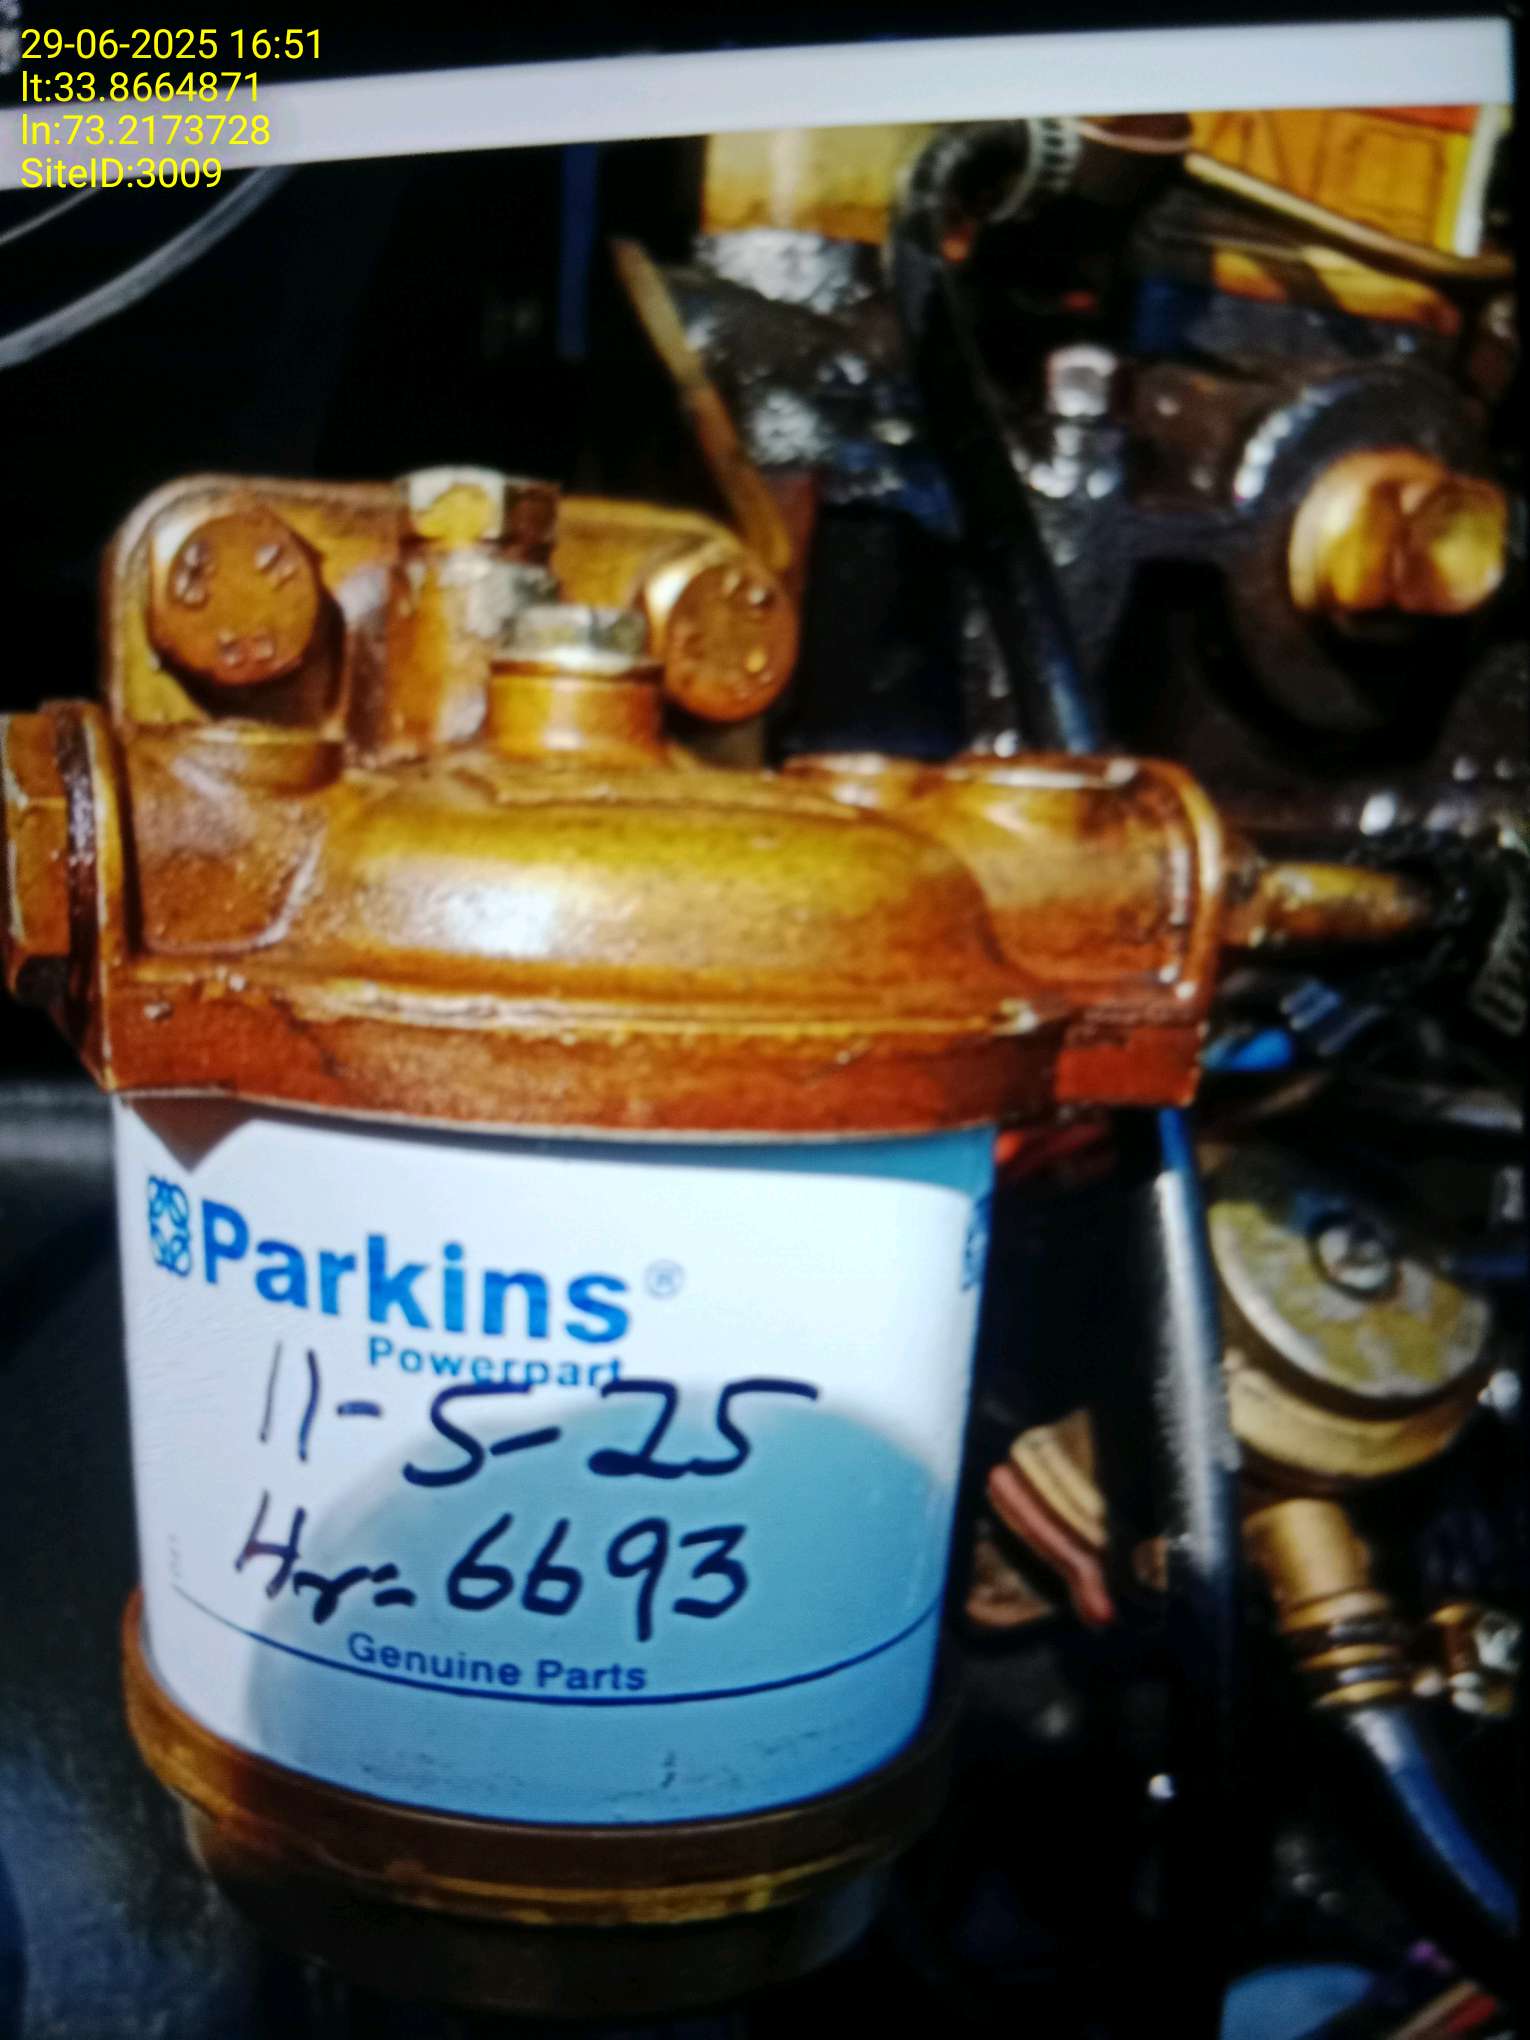 29-06-2025 16:51
lt:33.8664871
ln:73.2173728
SiteID:3009
Parkins®
Powerpart
11-5-25
Hr=6693
Genuine Parts